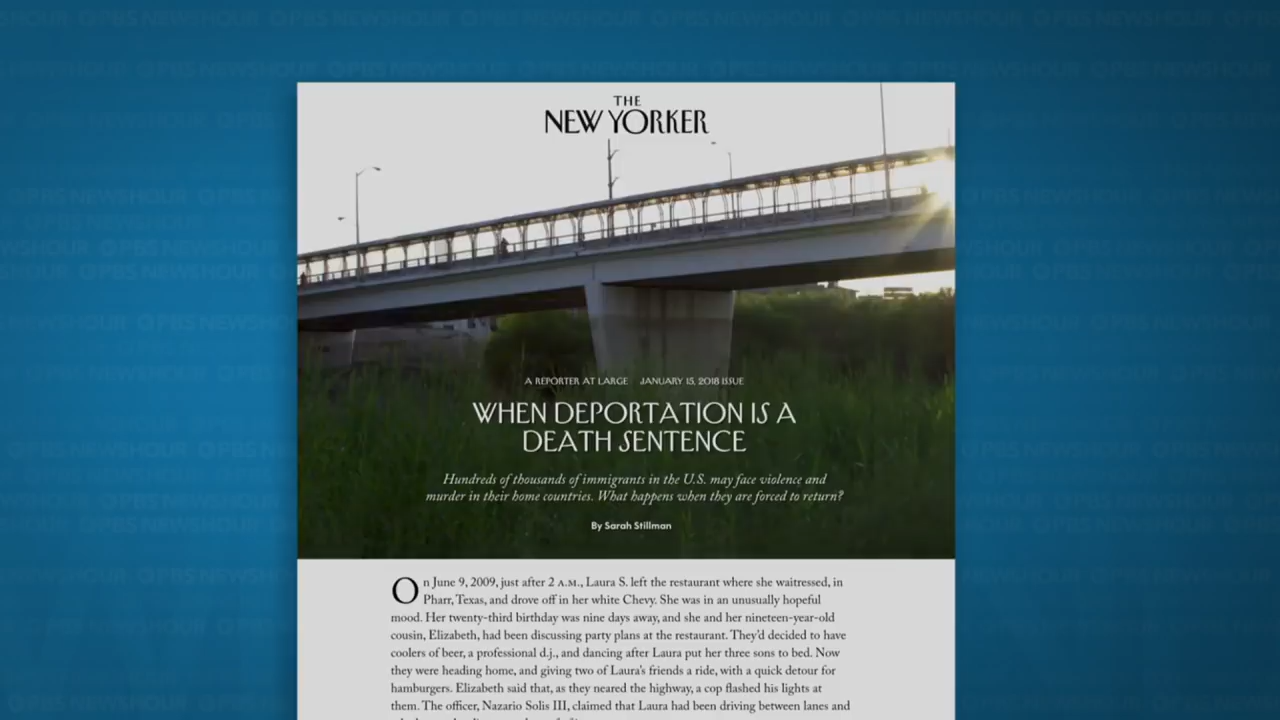 THE
NEW YORKER
A REPORTER AT LARGE JANUARY 15, 2018 ISSUE
WHEN DEPORTATION IS A
DEATH SENTENCE
Hundreds of thousands of immigrants in the U.S. may face violence and
murder in their home countries. What happens when they are forced to return?
By Sarah Stillman
On June 9, 2009, just after 2 A.M., Laura S. left the restaurant where she waitressed, in
Pharr, Texas, and drove off in her white Chevy. She was in an unusually hopeful
mood. Her twenty-third birthday was nine days away, and she and her nineteen-year-old
cousin, Elizabeth, had been discussing party plans at the restaurant. They'd decided to have
coolers of beer, a professional d.j., and dancing after Laura put her three sons to bed. Now
they were heading home, and giving two of Laura's friends a ride, with a quick detour for
hamburgers. Elizabeth said that, as they neared the highway, a cop flashed his lights at
them. The officer, Nazario Solis III, claimed that Laura had been driving between lanes and